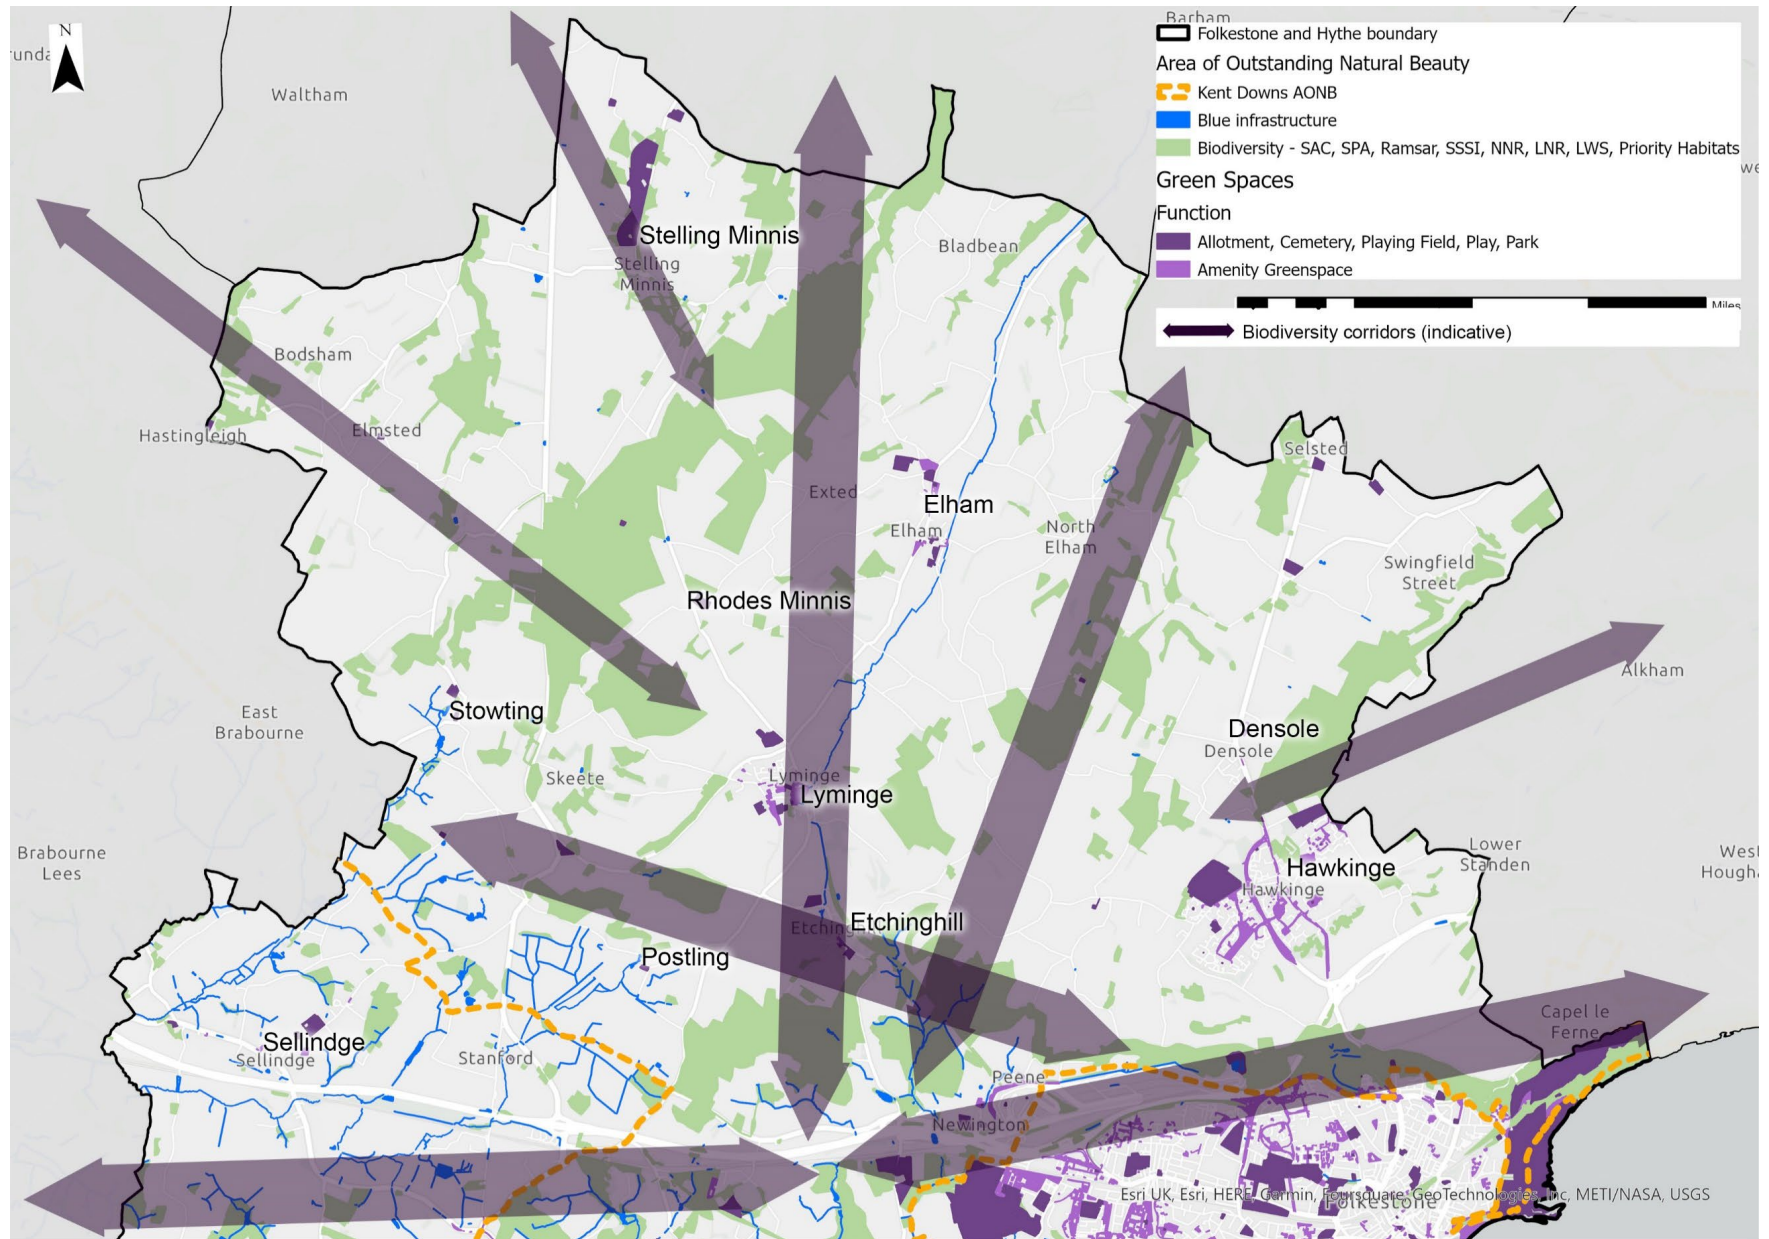 N
Barham
Folkestone and Hythe boundary
Area of Outstanding Natural Beauty
Kent Downs AONB
Blue infrastructure
Biodiversity - SAC, SPA, Ramsar, SSSI, NNR, LNR, LWS, Priority Habitats
Green Spaces
Function
Allotment, Cemetery, Playing Field, Play, Park
Amenity Greenspace
Miles
Biodiversity corridors (indicative)
Waltham
Stelling Minnis
Stelling
Minnis
Bladbean
Bodsham
Hastingleigh
Elmsted
Selsted
Exted
Elham
Elham
North
Elham
Swingfield
Street
Rhodes Minnis
Alkham
East
Brabourne
Stowting
Densole
Densole
Skeete
Lyminge
Lyminge
Brabourne
Lees
Lower
Standen
West
Hawkinge
Hawkinge
Etchinghill
Postling
Capel le
Ferne
Sellindge
Sellindge
Stanford
Peene
Newington
Esri UK, Esri, HERE, Garmin, Foursquare, GeoTechnologies, Inc, METI/NASA, USGS
Folkestone